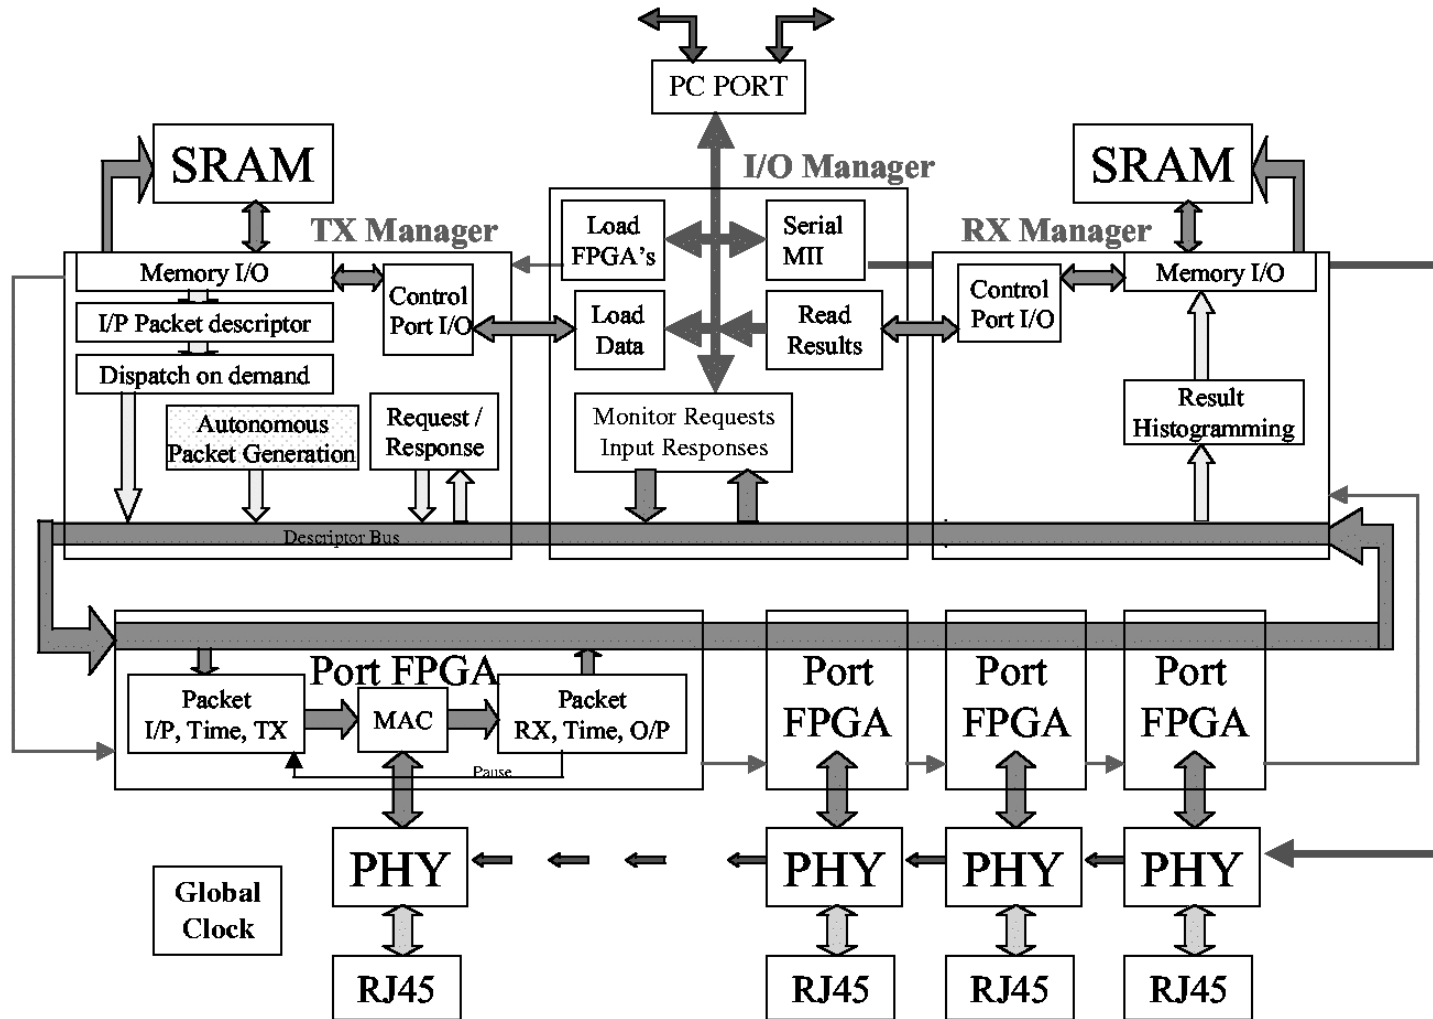 PC PORT
SRAM
I/O Manager
SRAM
TX Manager
RX Manager
Load
FPGA's
Serial
MII
Memory I/O
Control
Port I/O
Load
Data
Read
Results
Control
Port I/O
Memory I/O
I/P Packet descriptor
Dispatch on demand
Autonomous
Packet Generation
Request /
Response
Monitor Requests
Input Responses
Result
Histogramming
Descriptor Bus
Port FPGA
Packet
I/P, Time, TX
MAC
Packet
RX, Time, O/P
Pause
Port
FPGA
Port
FPGA
Port
FPGA
PHY
PHY
PHY
PHY
Global
Clock
RJ45
RJ45
RJ45
RJ45